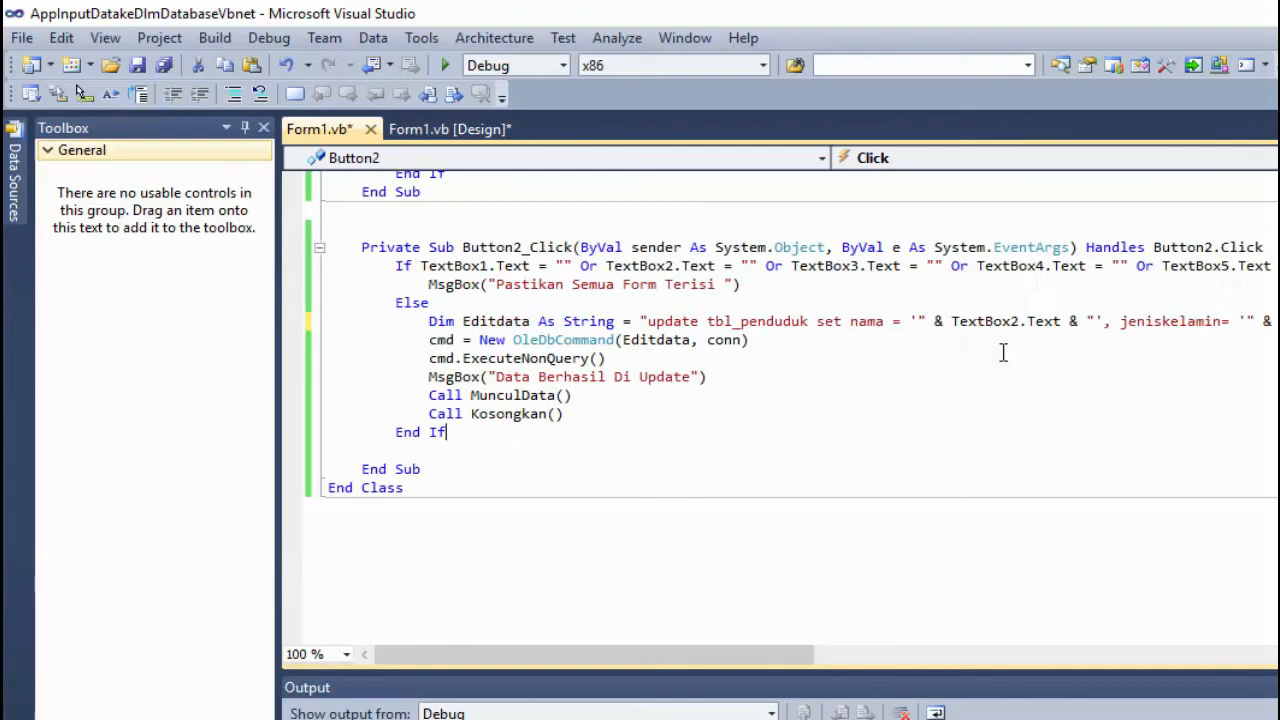 AppInputDatakeDlmDatabaseVbnet - Microsoft Visual Studio
File Edit View Project Build Debug Team Data Tools Architecture Test Analyze Window Help
Debug x86
Toolbox
General
There are no usable controls in
this group. Drag an item onto
this text to add it to the toolbox.
Data Sources
Form1.vb* Form1.vb [Design]*
Button2 Click
End If
End Sub
Private Sub Button2_Click(ByVal sender As System.Object, ByVal e As System.EventArgs) Handles Button2.Click
If TextBox1.Text = "" Or TextBox2.Text = "" Or TextBox3.Text = "" Or TextBox4.Text = "" Or TextBox5.Text
MsgBox("Pastikan Semua Form Terisi ")
Else
Dim Editdata As String = "update tbl_penduduk set nama = '" & TextBox2.Text & "', jeniskelamin= '" &
cmd = New OleDbCommand(Editdata, conn)
cmd.ExecuteNonQuery()
MsgBox("Data Berhasil Di Update")
Call MunculData()
Call Kosongkan()
End If
End Sub
End Class
100 %
Output
Show output from: Debug